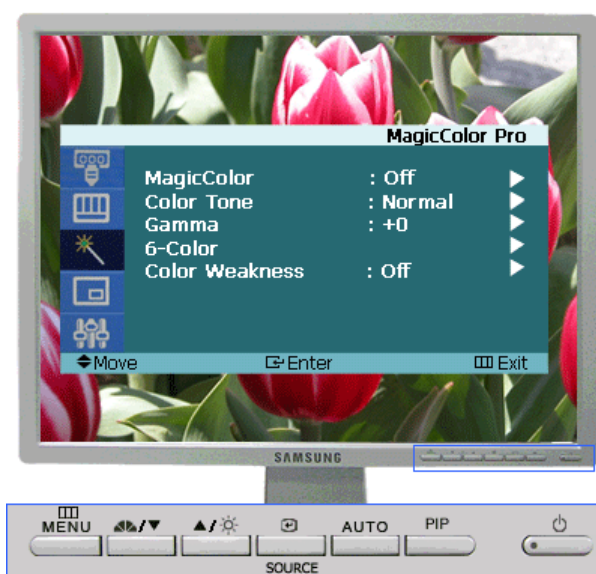 MagicColor Pro
MagicColor : Off
Color Tone : Normal
Gamma : +0
6-Color
Color Weakness : Off
Move Enter Exit
SAMSUNG
MENU AUTO PIP
SOURCE